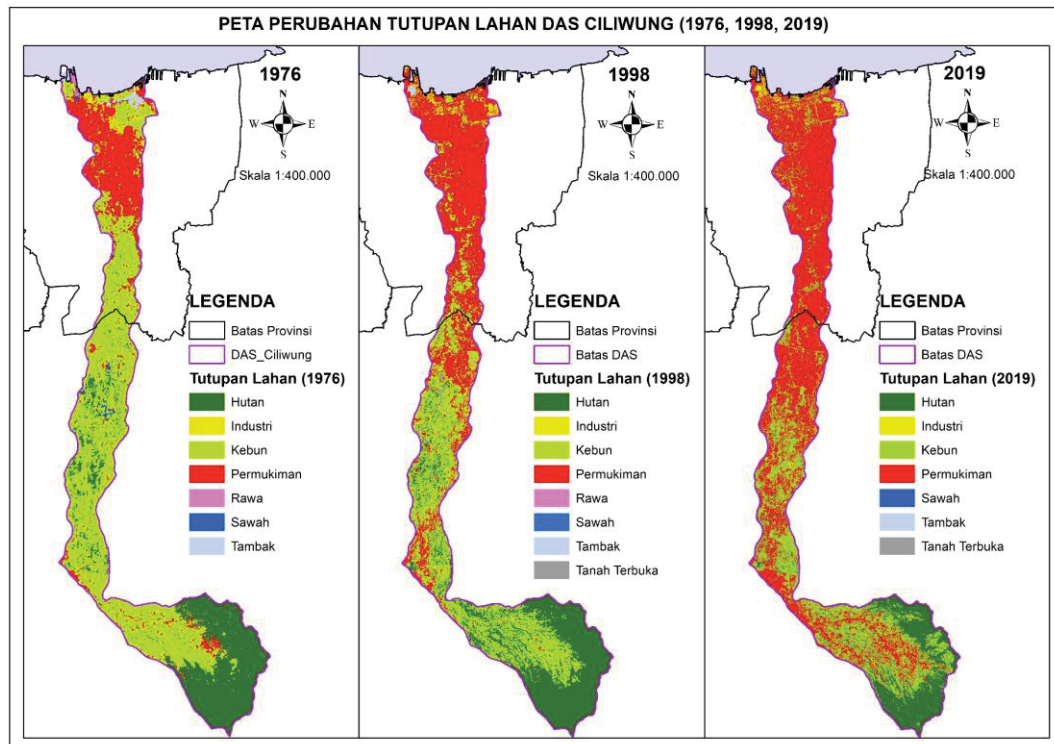 PETA PERUBAHAN TUTUPAN LAHAN DAS CILIWUNG (1976, 1998, 2019)
1976
N
W E
S
Skala 1:400.000
LEGENDA
Batas Provinsi
DAS_Ciliwung
Tutupan Lahan (1976)
Hutan
Industri
Kebun
Permukiman
Rawa
Sawah
Tambak
1998
N
W E
S
Skala 1:400.000
LEGENDA
Batas Provinsi
Batas DAS
Tutupan Lahan (1998)
Hutan
Industri
Kebun
Permukiman
Rawa
Sawah
Tambak
Tanah Terbuka
2019
N
W E
S
Skala 1:400.000
LEGENDA
Batas Provinsi
Batas DAS
Tutupan Lahan (2019)
Hutan
Industri
Kebun
Permukiman
Sawah
Tambak
Tanah Terbuka